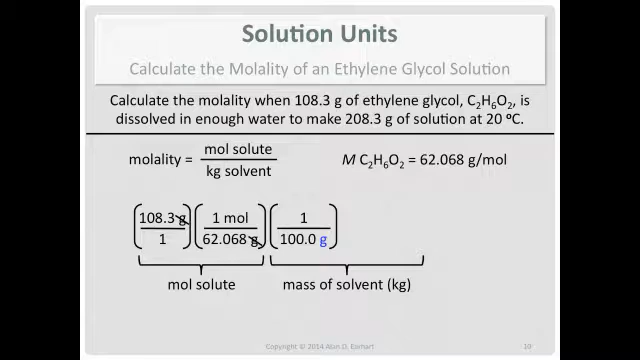 Solution Units
Calculate the Molality of an Ethylene Glycol Solution
Calculate the molality when 108.3 g of ethylene glycol, C₂H₆O₂, is
dissolved in enough water to make 208.3 g of solution at 20 ºC.
molality = mol solute / kg solvent
M C₂H₆O₂ = 62.068 g/mol
(108.3 g / 1) (1 mol / 62.068 g) (1 / 100.0 g)
mol solute
mass of solvent (kg)
Copyright © 2014 Alan D. Earhart
10